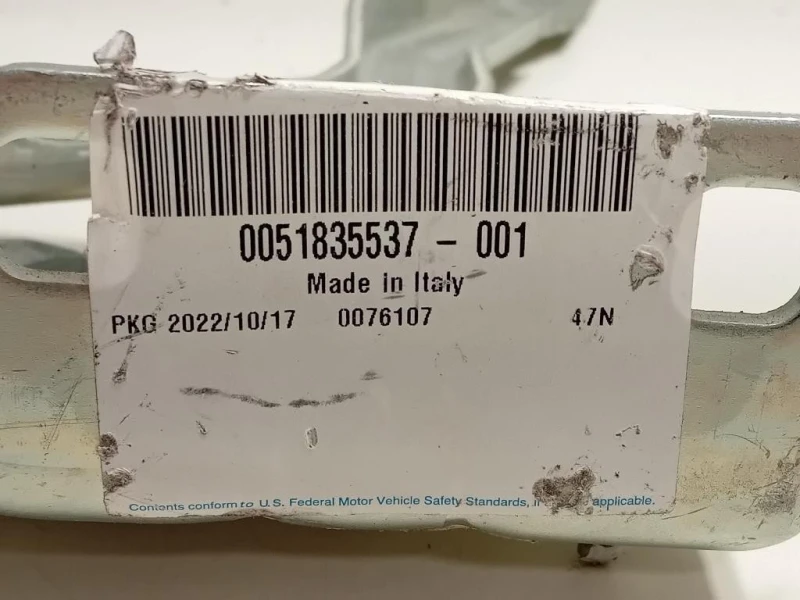 0051835537 - 001
Made in Italy
PKG 2022/10/17 0076107 47N
Contents conform to U.S. Federal Motor Vehicle Safety Standards, applicable.